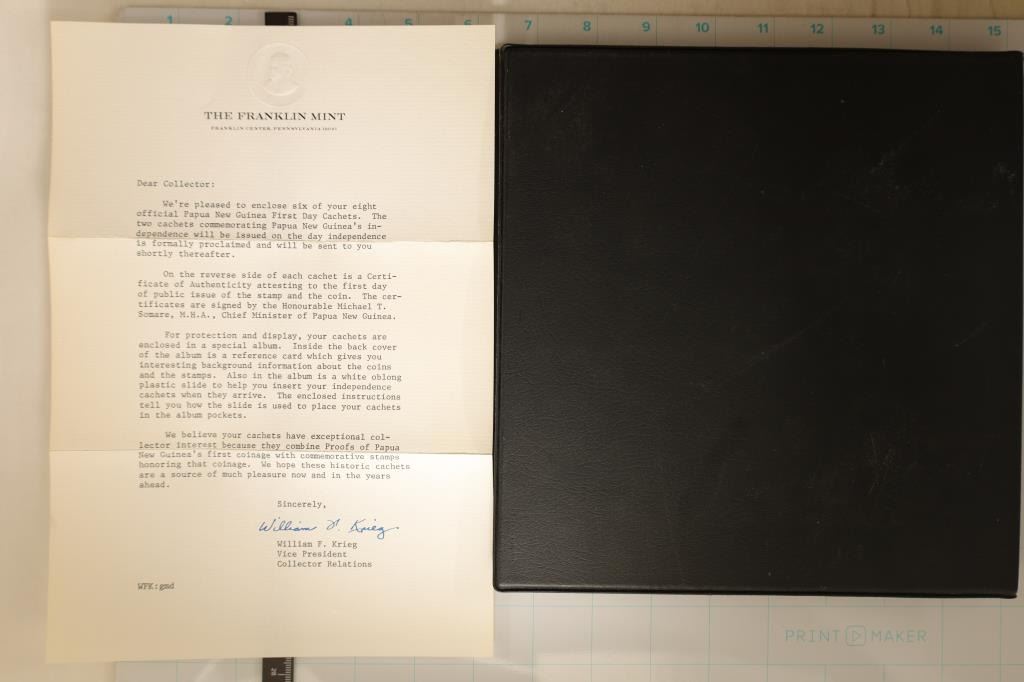 1 2 4 5 6 7 8 9 10 11 12 13 14 15
THE FRANKLIN MINT
FRANKLIN CENTER, PENNSYLVANIA
Dear Collector:
We're pleased to enclose six of your eight
official Papua New Guinea First Day Cachets. The
two cachets commemorating Papua New Guinea's in-
dependence will be issued on the day independence
is formally proclaimed and will be sent to you
shortly thereafter.
On the reverse side of each cachet is a Certi-
ficate of Authenticity attesting to the first day
of public issue of the stamp and the coin. The cer-
tificates are signed by the Honourable Michael T.
Somare, M.H.A., Chief Minister of Papua New Guinea.
For protection and display, your cachets are
enclosed in a special album. Inside the back cover
of the album is a reference card which gives you
interesting background information about the coins
and the stamps. Also in the album is a white oblong
plastic slide to help you insert your independence
cachets when they arrive. The enclosed instructions
tell you how the slide is used to place your cachets
in the album pockets.
We believe your cachets have exceptional col-
lector interest because they combine Proofs of Papua
New Guinea's first coinage with commemorative stamps
honoring that coinage. We hope these historic cachets
are a source of much pleasure now and in the years
ahead.
Sincerely,
William F. Krieg
William F. Krieg
Vice President
Collector Relations
WFK:gmd
PRINT MAKER